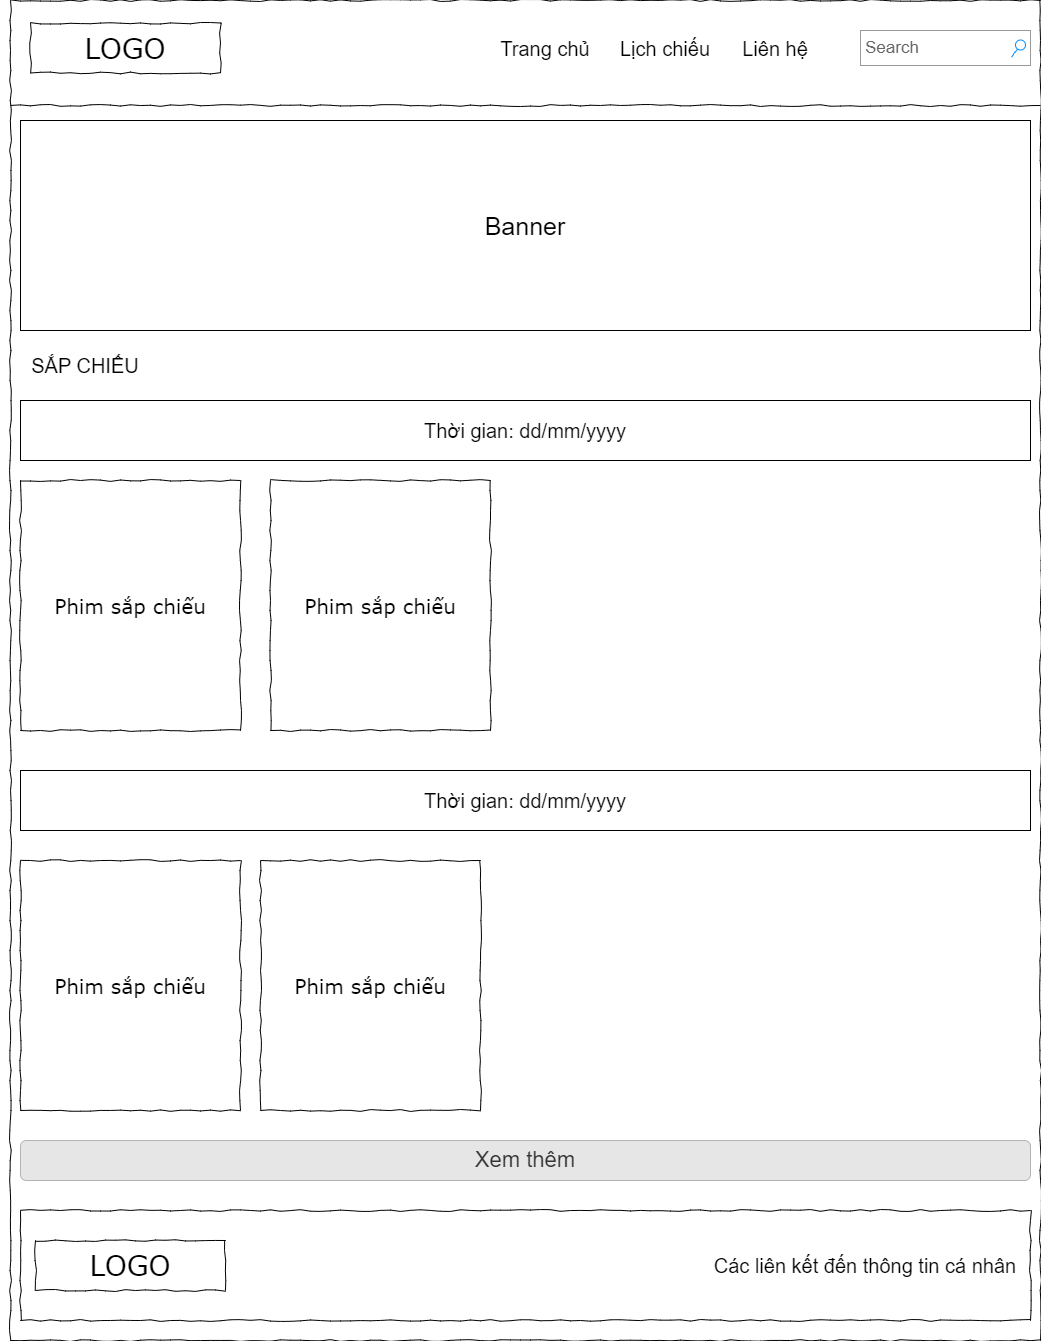 LOGO
Trang chủ
Lịch chiếu
Liên hệ
Search
Banner
SẮP CHIẾU
Thời gian: dd/mm/yyyy
Phim sắp chiếu
Phim sắp chiếu
Thời gian: dd/mm/yyyy
Phim sắp chiếu
Phim sắp chiếu
Xem thêm
LOGO
Các liên kết đến thông tin cá nhân